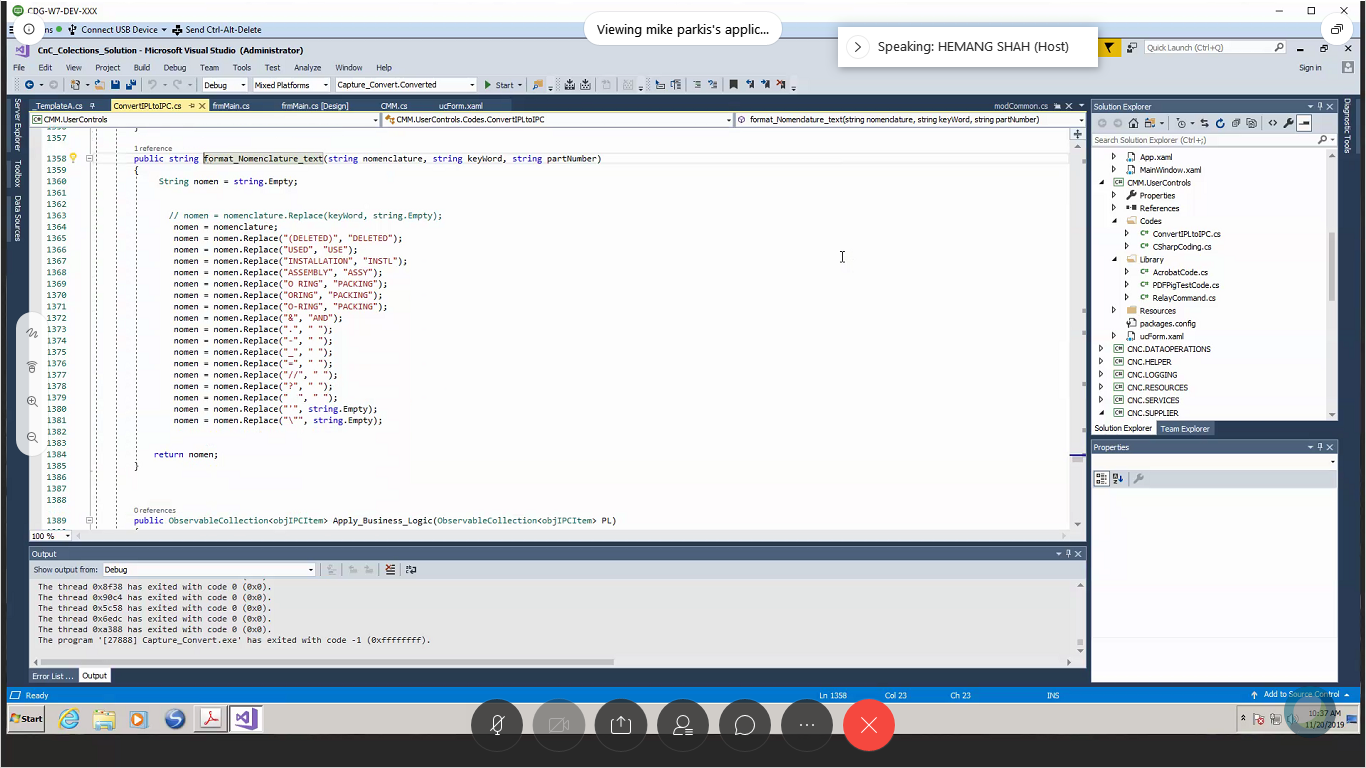 CDG-W7-DEV-XXX
Connect USB Device
Send Ctrl-Alt-Delete
Viewing mike parkis's applic...
Speaking: HEMANG SHAH (Host)
CnC_Colections_Solution - Microsoft Visual Studio (Administrator)
Quick Launch (Ctrl+Q)
File Edit View Project Build Debug Team Tools Test Analyze Window Help
Sign in
Debug Mixed Platforms Capture_Convert.Converted Start
_TemplateA.cs ConvertIPLtoIPC.cs frmMain.cs frmMain.cs [Design] CMM.cs ucForm.xaml modCommon.cs
CMM.UserControls CMM.UserControls.Codes.ConvertIPLtoIPC format_Nomenclature_text(string nomenclature, string keyWord, string partNumber)
Server Explorer
Toolbox
Data Sources
1356 }
1357
1 reference
1358 public string format_Nomenclature_text(string nomenclature, string keyWord, string partNumber)
1359 {
1360 String nomen = string.Empty;
1361
1362
1363 // nomen = nomenclature.Replace(keyWord, string.Empty);
1364 nomen = nomenclature;
1365 nomen = nomen.Replace("(DELETED)", "DELETED");
1366 nomen = nomen.Replace("USED", "USE");
1367 nomen = nomen.Replace("INSTALLATION", "INSTL");
1368 nomen = nomen.Replace("ASSEMBLY", "ASSY");
1369 nomen = nomen.Replace("O RING", "PACKING");
1370 nomen = nomen.Replace("ORING", "PACKING");
1371 nomen = nomen.Replace("O-RING", "PACKING");
1372 nomen = nomen.Replace("&", "AND");
1373 nomen = nomen.Replace(".", " ");
1374 nomen = nomen.Replace("-", " ");
1375 nomen = nomen.Replace("_", " ");
1376 nomen = nomen.Replace("=", " ");
1377 nomen = nomen.Replace("//", " ");
1378 nomen = nomen.Replace("?", " ");
1379 nomen = nomen.Replace("  ", " ");
1380 nomen = nomen.Replace("'", string.Empty);
1381 nomen = nomen.Replace("\"", string.Empty);
1382
1383
1384 return nomen;
1385 }
1386
1387
1388
0 references
1389 public ObservableCollection<objIPCItem> Apply_Business_Logic(ObservableCollection<objIPCItem> PL)
100 %
Output
Show output from: Debug
The thread 0x8f38 has exited with code 0 (0x0).
The thread 0x90c4 has exited with code 0 (0x0).
The thread 0x5c58 has exited with code 0 (0x0).
The thread 0x6edc has exited with code 0 (0x0).
The thread 0xa388 has exited with code 0 (0x0).
The program '[27888] Capture_Convert.exe' has exited with code -1 (0xffffffff).
Error List ... Output
Solution Explorer
Search Solution Explorer (Ctrl+;)
App.xaml
MainWindow.xaml
CMM.UserControls
Properties
References
Codes
ConvertIPLtoIPC.cs
CSharpCoding.cs
Library
AcrobatCode.cs
PDFPigTestCode.cs
RelayCommand.cs
Resources
packages.config
ucForm.xaml
CNC.DATAOPERATIONS
CNC.HELPER
CNC.LOGGING
CNC.RESOURCES
CNC.SERVICES
CNC.SUPPLIER
Solution Explorer Team Explorer
Properties
Diagnostic Tools
Ready Ln 1358 Col 23 Ch 23 INS Add to Source Control
Start
10:37 AM
11/20/2019